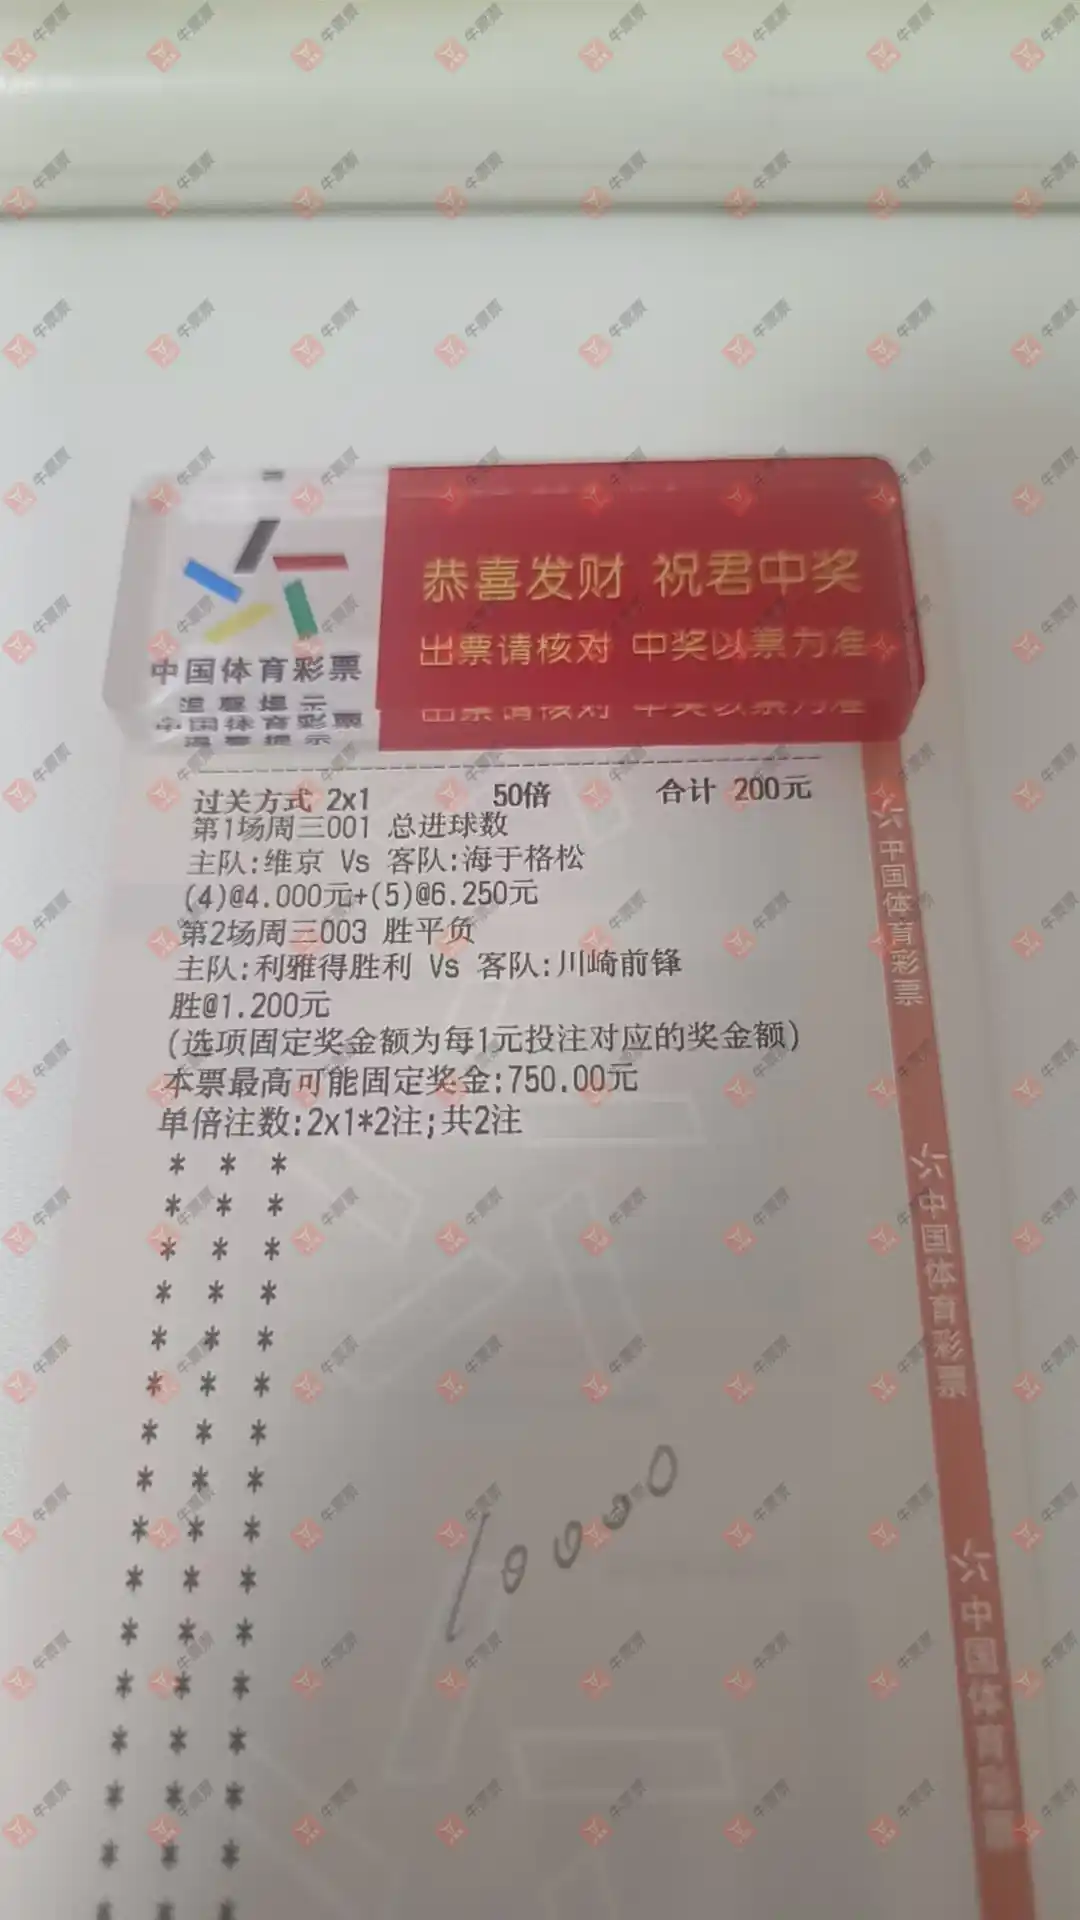 恭喜发财 祝君中奖
出票请核对 中奖以票为准
中国体育彩票
温馨提示
过关方式 2x1 50倍 合计 200元
第1场周三001 总进球数
主队:维京 Vs 客队:海于格松
(4)@4.000元+(5)@6.250元
第2场周三003 胜平负
主队:利雅得胜利 Vs 客队:川崎前锋
胜@1.200元
(选项固定奖金额为每1元投注对应的奖金额)
本票最高可能固定奖金:750.00元
单倍注数:2x1*2注;共2注
10000
中国体育彩票
中国体育彩票
中国体育彩票
牛票票